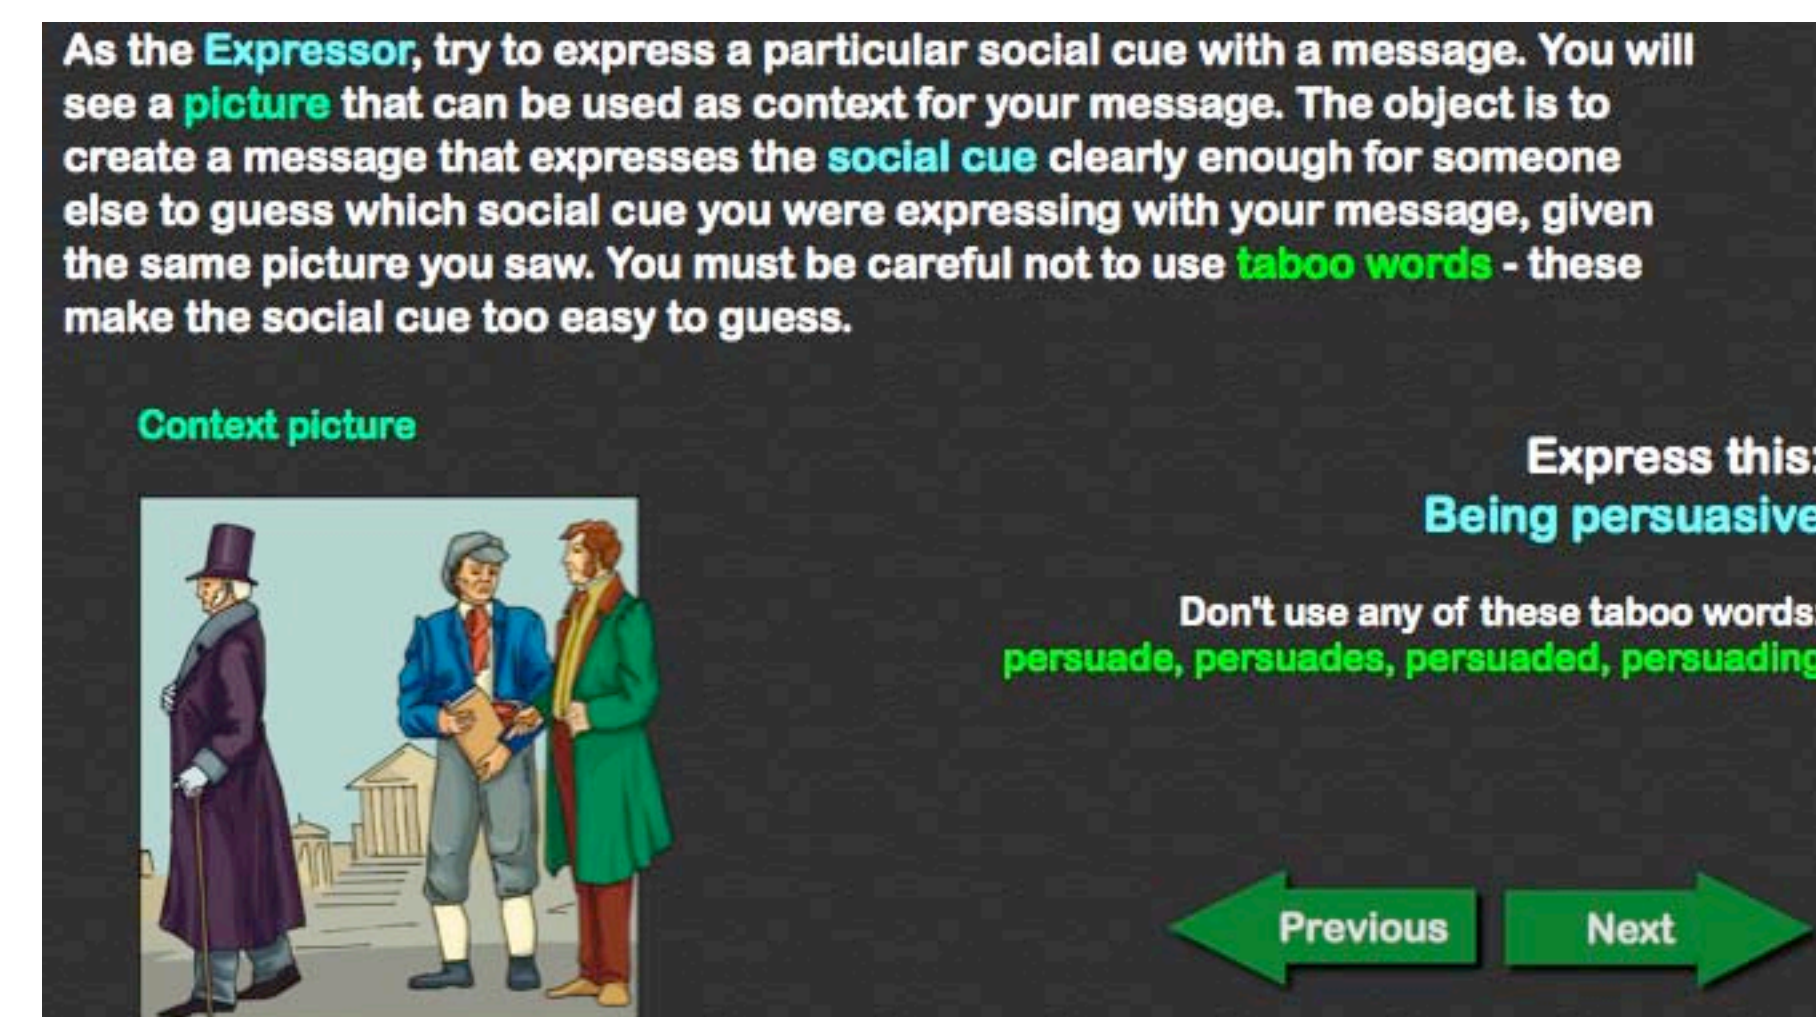 As the Expressor, try to express a particular social cue with a message. You will
see a picture that can be used as context for your message. The object is to
create a message that expresses the social cue clearly enough for someone
else to guess which social cue you were expressing with your message, given
the same picture you saw. You must be careful not to use taboo words - these
make the social cue too easy to guess.
Context picture
Express this:
Being persuasive
Don't use any of these taboo words:
persuade, persuades, persuaded, persuading
Previous
Next